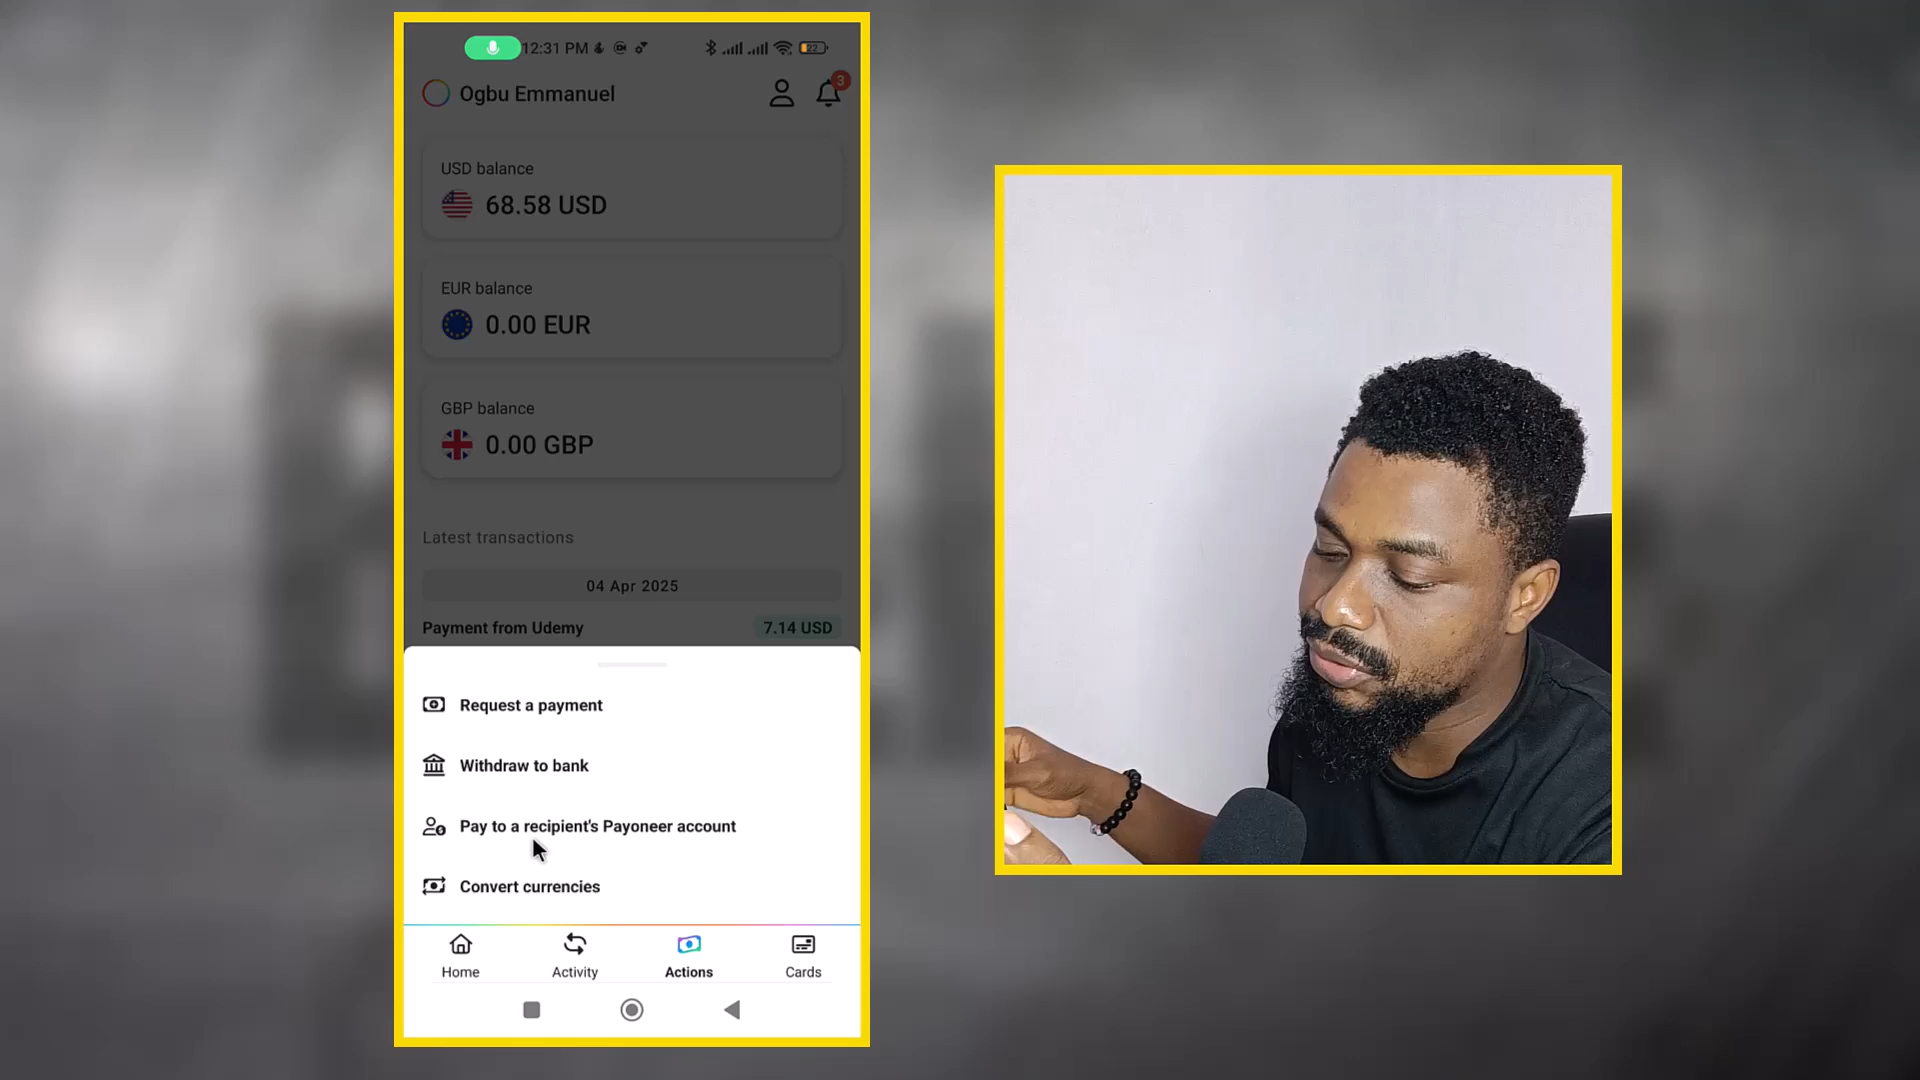 12:31 PM
22
Ogbu Emmanuel
3
USD balance
68.58 USD
EUR balance
0.00 EUR
GBP balance
0.00 GBP
Latest transactions
04 Apr 2025
Payment from Udemy 7.14 USD
Request a payment
Withdraw to bank
Pay to a recipient's Payoneer account
Convert currencies
Home Activity Actions Cards